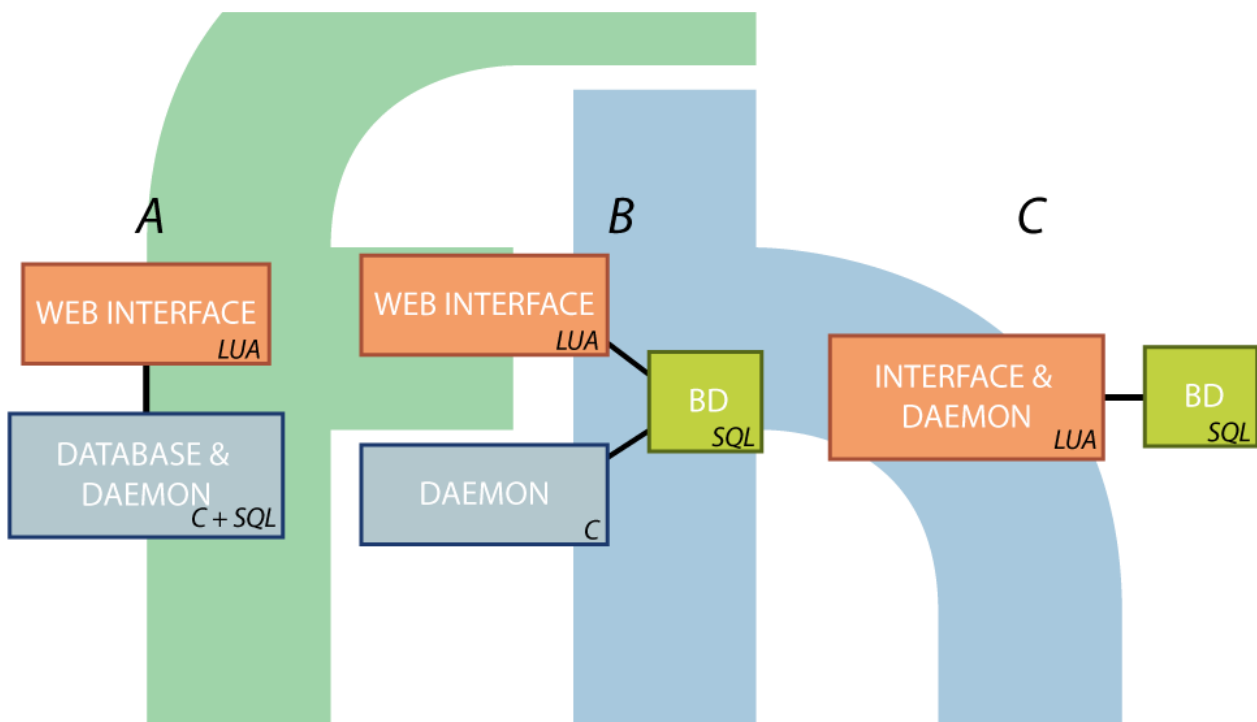 A
WEB INTERFACE
LUA
DATABASE &
DAEMON
C + SQL
B
WEB INTERFACE
LUA
BD
SQL
DAEMON
C
C
INTERFACE &
DAEMON
LUA
BD
SQL